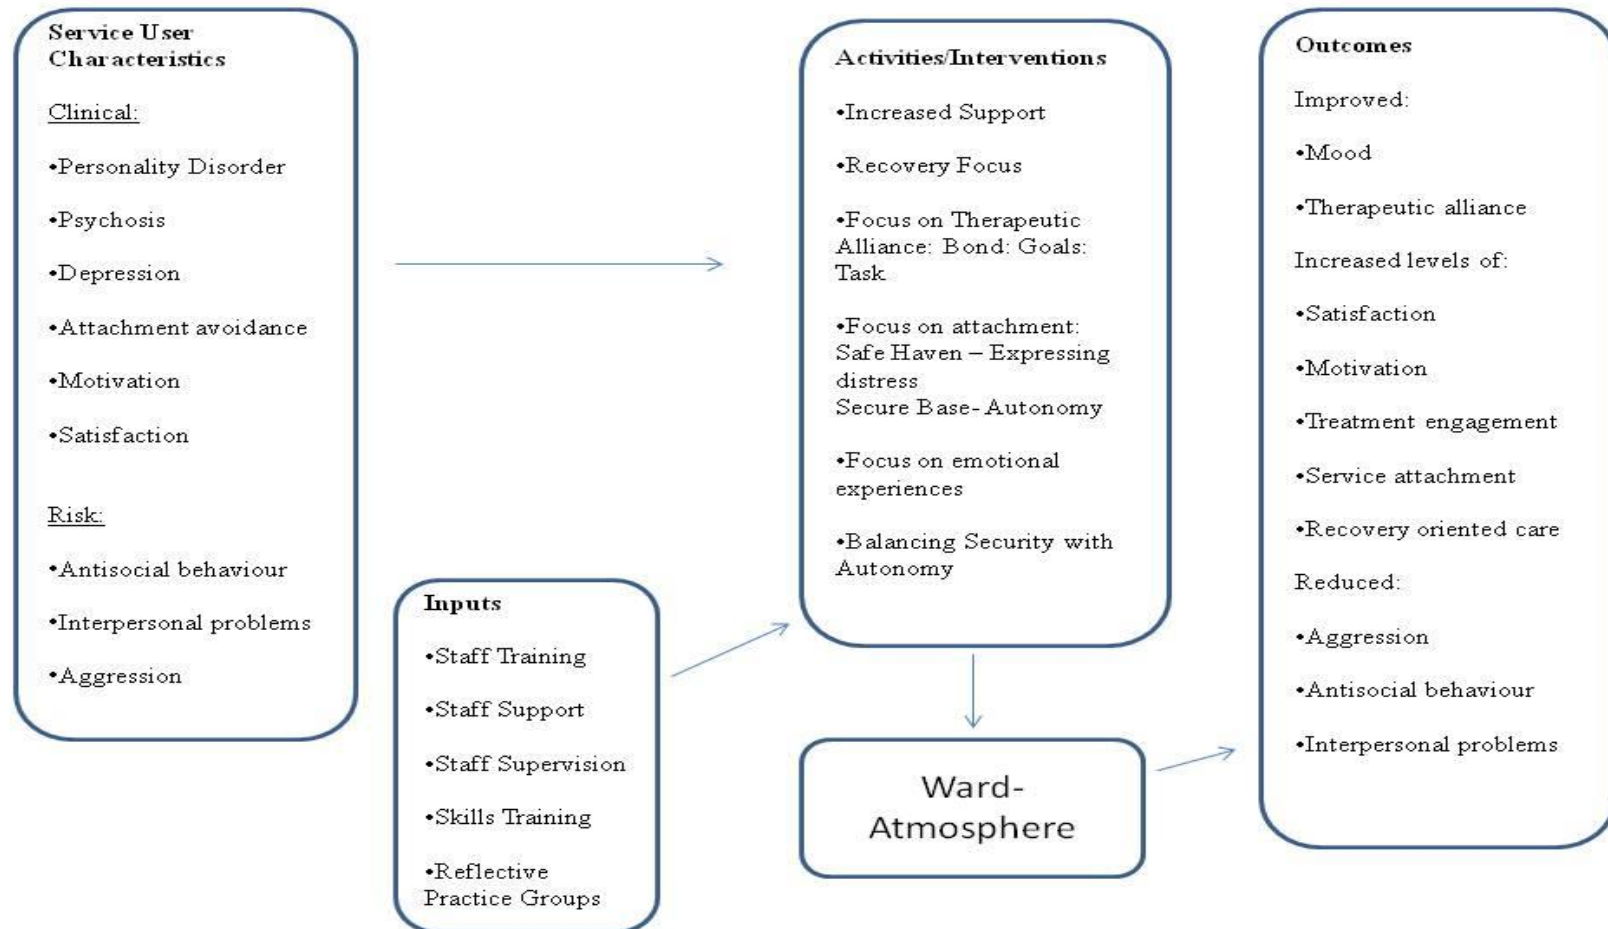 Service User
Characteristics
Clinical:
•Personality Disorder
•Psychosis
•Depression
•Attachment avoidance
•Motivation
•Satisfaction
Risk:
•Antisocial behaviour
•Interpersonal problems
•Aggression
Inputs
•Staff Training
•Staff Support
•Staff Supervision
•Skills Training
•Reflective
Practice Groups
Activities/Interventions
•Increased Support
•Recovery Focus
•Focus on Therapeutic
Alliance: Bond: Goals:
Task
•Focus on attachment:
Safe Haven – Expressing
distress
Secure Base- Autonomy
•Focus on emotional
experiences
•Balancing Security with
Autonomy
Ward-
Atmosphere
Outcomes
Improved:
•Mood
•Therapeutic alliance
Increased levels of:
•Satisfaction
•Motivation
•Treatment engagement
•Service attachment
•Recovery oriented care
Reduced:
•Aggression
•Antisocial behaviour
•Interpersonal problems